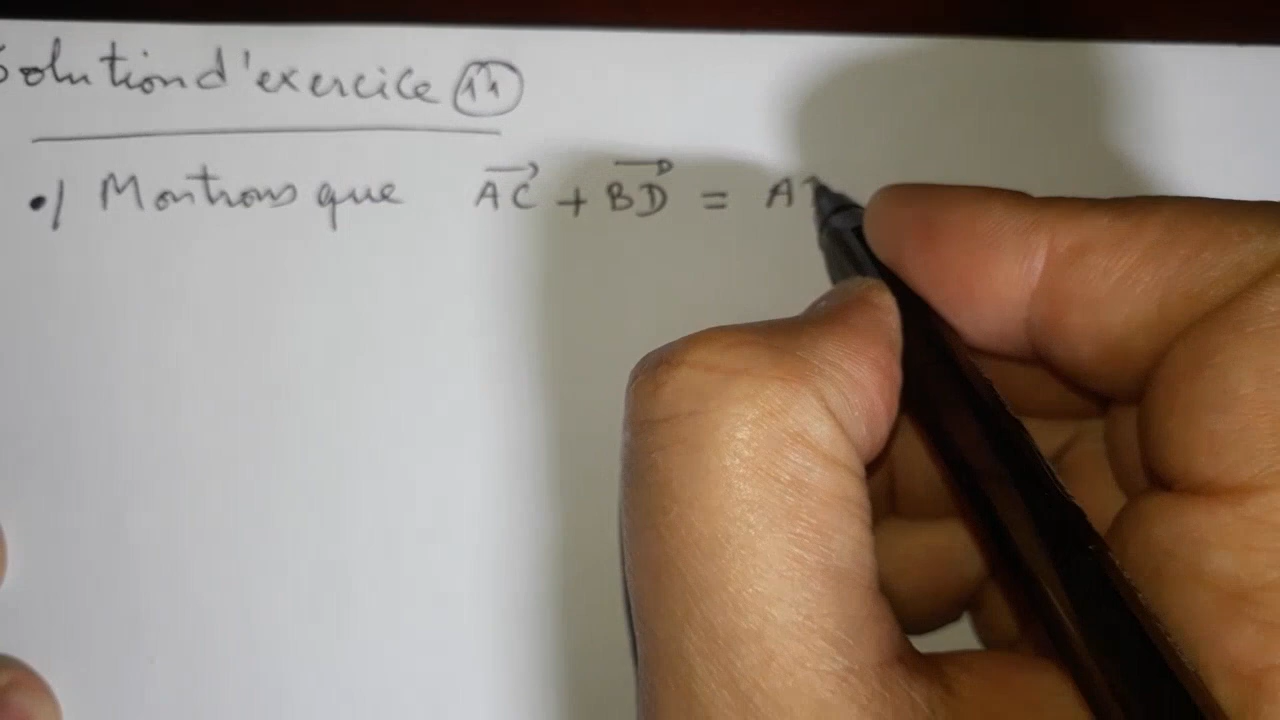 Solution d'exercice 11
•/ Montrons que AC + BD = A